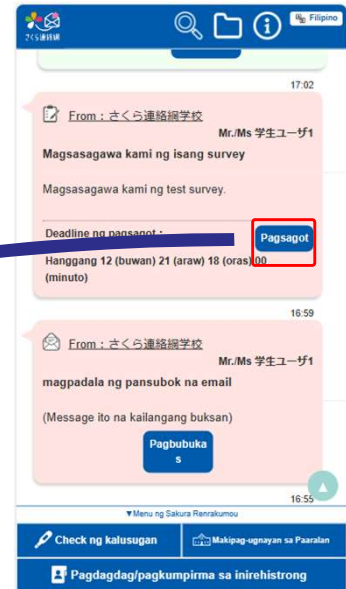 さくら連絡網
Filipino
17:02
From：さくら連絡網学校
Mr./Ms 学生ユーザ1
Magsasagawa kami ng isang survey
Magsasagawa kami ng test survey.
Deadline ng pagsagot :
Pagsagot
Hanggang 12 (buwan) 21 (araw) 18 (oras) 00
(minuto)
16:59
From：さくら連絡網学校
Mr./Ms 学生ユーザ1
magpadala ng pansubok na email
(Message ito na kailangang buksan)
Pagbubuka
s
16:55
▼Menu ng Sakura Renrakumou
Check ng kalusugan
Makipag-ugnayan sa Paaralan
Pagdagdag/pagkumpirma sa inirehistrong